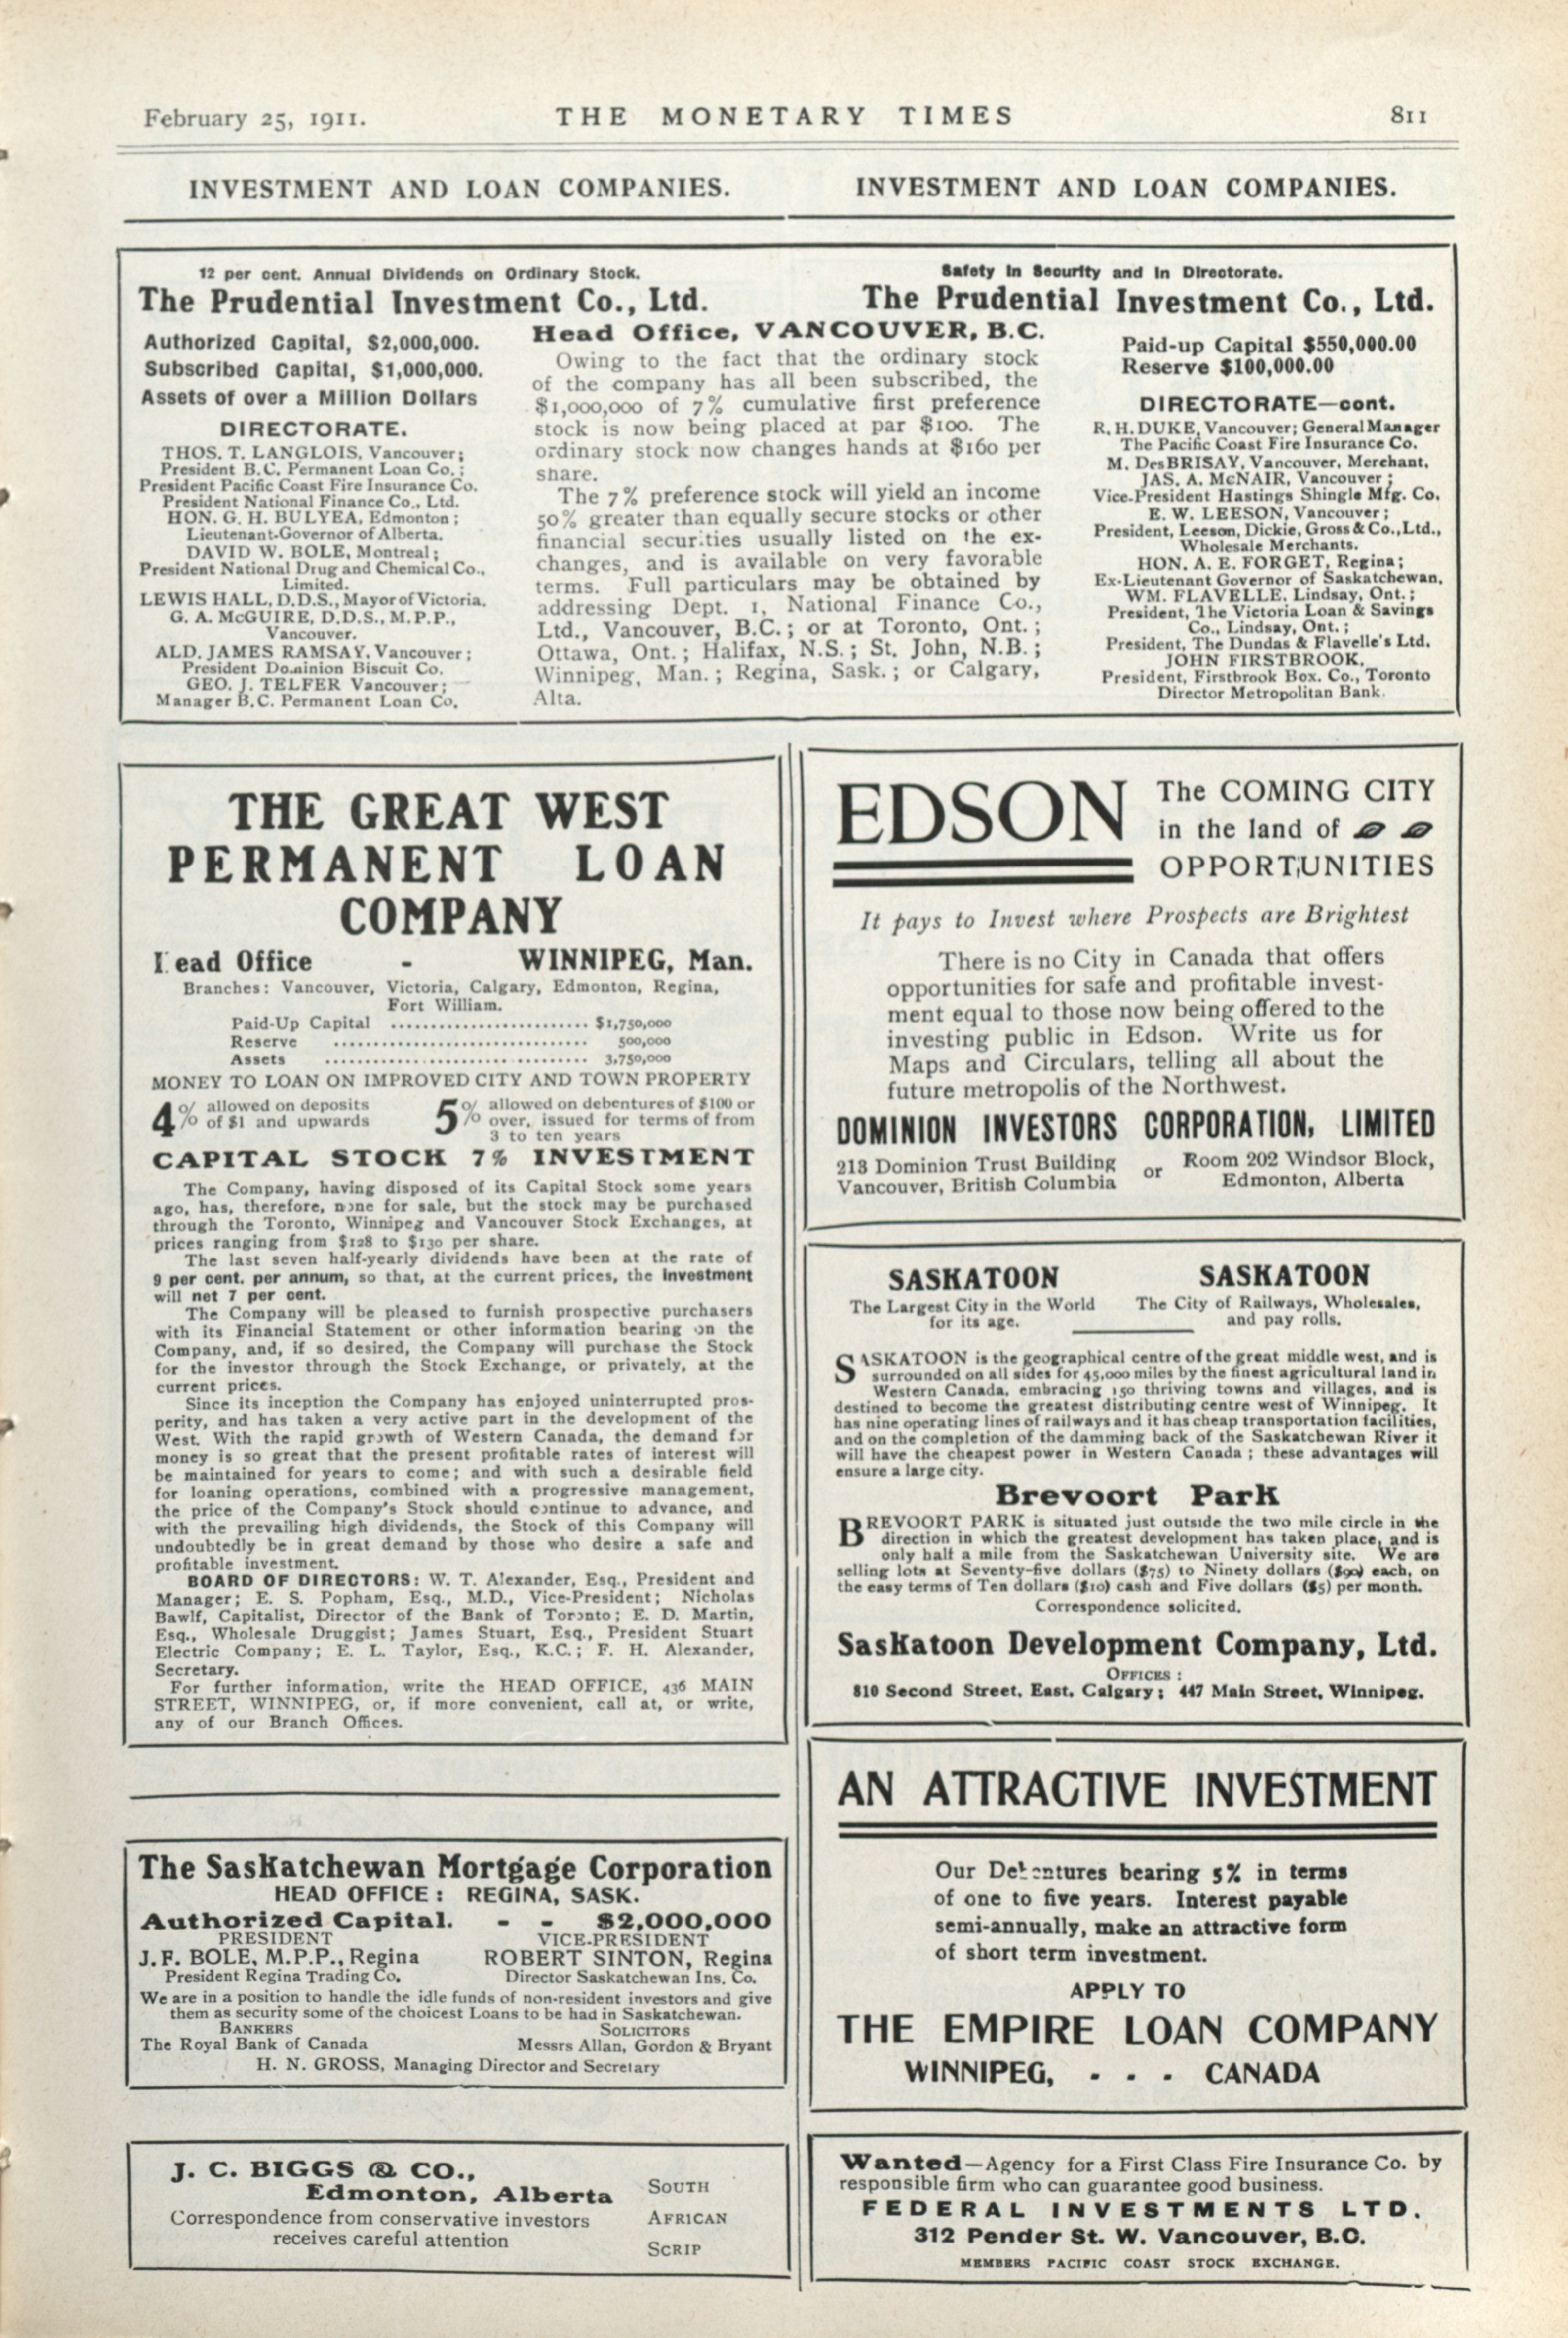 February 25, 1911.
THE MONETARY TIMES
811
INVESTMENT AND LOAN COMPANIES.
INVESTMENT AND LOAN COMPANIES.
12 per cent. Annual Dividends on Ordinary Stock.
The Prudential Investment Co., Ltd.
Authorized Capital, $2,000,000.
Subscribed Capital, $1,000,000.
Assets of over a Million Dollars
DIRECTORATE.
THOS. T. LANGLOIS, Vancouver;
President B.C. Permanent Loan Co.;
President Pacific Coast Fire Insurance Co.
President National Finance Co., Ltd.
HON. G. H. BULYEA, Edmonton;
Lieutenant-Governor of Alberta.
DAVID W. BOLE, Montreal;
President National Drug and Chemical Co.,
Limited.
LEWIS HALL, D.D.S., Mayor of Victoria.
G. A. McGUIRE, D.D.S., M.P.P.,
Vancouver.
ALD. JAMES RAMSAY, Vancouver;
President Dominion Biscuit Co.
GEO. J. TELFER Vancouver;
Manager B.C. Permanent Loan Co.
Head Office, VANCOUVER, B.C.
Owing to the fact that the ordinary stock
of the company has all been subscribed, the
$1,000,000 of 7% cumulative first preference
stock is now being placed at par $100. The
ordinary stock now changes hands at $160 per
share.
The 7% preference stock will yield an income
50% greater than equally secure stocks or other
financial securities usually listed on the ex-
changes, and is available on very favorable
terms. Full particulars may be obtained by
addressing Dept. 1, National Finance Co.,
Ltd., Vancouver, B.C.; or at Toronto, Ont.;
Ottawa, Ont.; Halifax, N.S.; St. John, N.B.;
Winnipeg, Man.; Regina, Sask.; or Calgary,
Alta.
Safety in Security and in Directorate.
The Prudential Investment Co., Ltd.
Paid-up Capital $550,000.00
Reserve $100,000.00
DIRECTORATE—cont.
R. H. DUKE, Vancouver; General Manager
The Pacific Coast Fire Insurance Co.
M. DesBRISAY, Vancouver, Merchant,
JAS. A. McNAIR, Vancouver;
Vice-President Hastings Shingle Mfg. Co.
E. W. LEESON, Vancouver;
President, Leeson, Dickie, Gross & Co., Ltd.,
Wholesale Merchants.
HON. A. E. FORGET, Regina;
Ex-Lieutenant Governor of Saskatchewan,
WM. FLAVELLE, Lindsay, Ont.;
President, The Victoria Loan & Savings
Co., Lindsay, Ont.;
President, The Dundas & Flavelle's Ltd.
JOHN FIRSTBROOK,
President, Firstbrook Box. Co., Toronto
Director Metropolitan Bank.
THE GREAT WEST
PERMANENT LOAN
COMPANY
Head Office - WINNIPEG, Man.
Branches: Vancouver, Victoria, Calgary, Edmonton, Regina,
Fort William.
Paid-Up Capital ........................ $1,750,000
Reserve .............................. 500,000
Assets ............................... 3,750,000
MONEY TO LOAN ON IMPROVED CITY AND TOWN PROPERTY
4% allowed on deposits
of $1 and upwards
5% allowed on debentures of $100 or
over, issued for terms of from
3 to ten years
CAPITAL STOCK 7% INVESTMENT
The Company, having disposed of its Capital Stock some years
ago, has, therefore, none for sale, but the stock may be purchased
through the Toronto, Winnipeg and Vancouver Stock Exchanges, at
prices ranging from $128 to $130 per share.
The last seven half-yearly dividends have been at the rate of
9 per cent. per annum, so that, at the current prices, the investment
will net 7 per cent.
The Company will be pleased to furnish prospective purchasers
with its Financial Statement or other information bearing on the
Company, and, if so desired, the Company will purchase the Stock
for the investor through the Stock Exchange, or privately, at the
current prices.
Since its inception the Company has enjoyed uninterrupted pros-
perity, and has taken a very active part in the development of the
West. With the rapid growth of Western Canada, the demand for
money is so great that the present profitable rates of interest will
be maintained for years to come; and with such a desirable field
for loaning operations, combined with a progressive management,
the price of the Company's Stock should continue to advance, and
with the prevailing high dividends, the Stock of this Company will
undoubtedly be in great demand by those who desire a safe and
profitable investment.
BOARD OF DIRECTORS: W. T. Alexander, Esq., President and
Manager; E. S. Popham, Esq., M.D., Vice-President; Nicholas
Bawlf, Capitalist, Director of the Bank of Toronto; E. D. Martin,
Esq., Wholesale Druggist; James Stuart, Esq., President Stuart
Electric Company; E. L. Taylor, Esq., K.C.; F. H. Alexander,
Secretary.
For further information, write the HEAD OFFICE, 436 MAIN
STREET, WINNIPEG, or, if more convenient, call at, or write,
any of our Branch Offices.
The Saskatchewan Mortgage Corporation
HEAD OFFICE: REGINA, SASK.
Authorized Capital. - - $2,000,000
PRESIDENT VICE-PRESIDENT
J. F. BOLE, M.P.P., Regina ROBERT SINTON, Regina
President Regina Trading Co. Director Saskatchewan Ins. Co.
We are in a position to handle the idle funds of non-resident investors and give
them as security some of the choicest Loans to be had in Saskatchewan.
BANKERS SOLICITORS
The Royal Bank of Canada Messrs Allan, Gordon & Bryant
H. N. GROSS, Managing Director and Secretary
J. C. BIGGS & CO.,
Edmonton, Alberta
Correspondence from conservative investors
receives careful attention
SOUTH
AFRICAN
SCRIP
EDSON
The COMING CITY
in the land of
OPPORTUNITIES
It pays to Invest where Prospects are Brightest
There is no City in Canada that offers
opportunities for safe and profitable invest-
ment equal to those now being offered to the
investing public in Edson. Write us for
Maps and Circulars, telling all about the
future metropolis of the Northwest.
DOMINION INVESTORS CORPORATION, LIMITED
213 Dominion Trust Building
Vancouver, British Columbia
or
Room 202 Windsor Block,
Edmonton, Alberta
SASKATOON
The Largest City in the World
for its age.
SASKATOON
The City of Railways, Wholesales,
and pay rolls.
SASKATOON is the geographical centre of the great middle west, and is
surrounded on all sides for 45,000 miles by the finest agricultural land in
Western Canada, embracing 150 thriving towns and villages, and is
destined to become the greatest distributing centre west of Winnipeg. It
has nine operating lines of railways and it has cheap transportation facilities,
and on the completion of the damming back of the Saskatchewan River it
will have the cheapest power in Western Canada; these advantages will
ensure a large city.
Brevoort Park
BREVOORT PARK is situated just outside the two mile circle in the
direction in which the greatest development has taken place, and is
only half a mile from the Saskatchewan University site. We are
selling lots at Seventy-five dollars ($75) to Ninety dollars ($90) each, on
the easy terms of Ten dollars ($10) cash and Five dollars ($5) per month.
Correspondence solicited.
Saskatoon Development Company, Ltd.
OFFICES:
810 Second Street, East, Calgary; 447 Main Street, Winnipeg.
AN ATTRACTIVE INVESTMENT
Our Debentures bearing 5% in terms
of one to five years. Interest payable
semi-annually, make an attractive form
of short term investment.
APPLY TO
THE EMPIRE LOAN COMPANY
WINNIPEG, - - - CANADA
Wanted—Agency for a First Class Fire Insurance Co. by
responsible firm who can guarantee good business.
FEDERAL INVESTMENTS LTD.
312 Pender St. W. Vancouver, B.C.
MEMBERS PACIFIC COAST STOCK EXCHANGE.